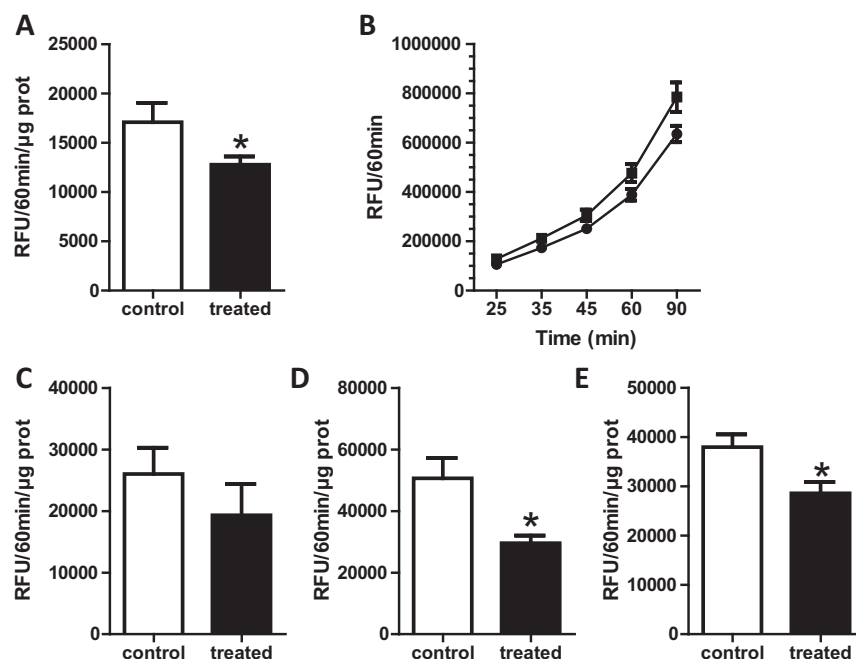 A
RFU/60min/µg prot
25000
20000
15000
10000
5000
0
*
control treated
B
RFU/60min
1000000
800000
600000
400000
200000
0
25 35 45 60 90
Time (min)
C
RFU/60min/µg prot
40000
30000
20000
10000
0
control treated
D
RFU/60min/µg prot
80000
60000
40000
20000
0
*
control treated
E
RFU/60min/µg prot
50000
40000
30000
20000
10000
0
*
control treated